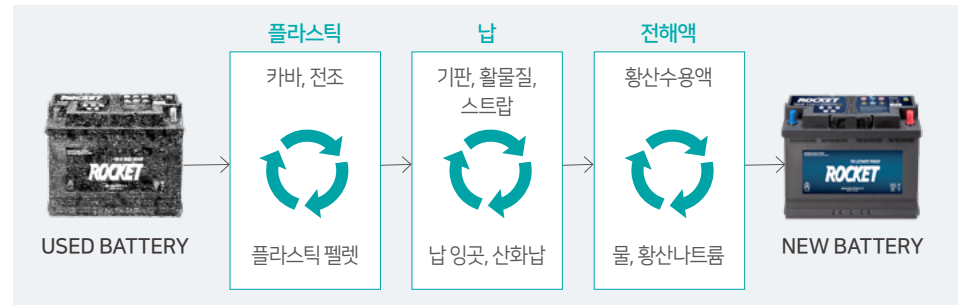 플라스틱
납
전해액
카바, 전조
기판, 활물질,
스트랍
황산수용액
ROCKET
ROCKET
ROCKET
USED BATTERY
플라스틱 펠렛
납 잉곳, 산화납
물, 황산나트륨
NEW BATTERY